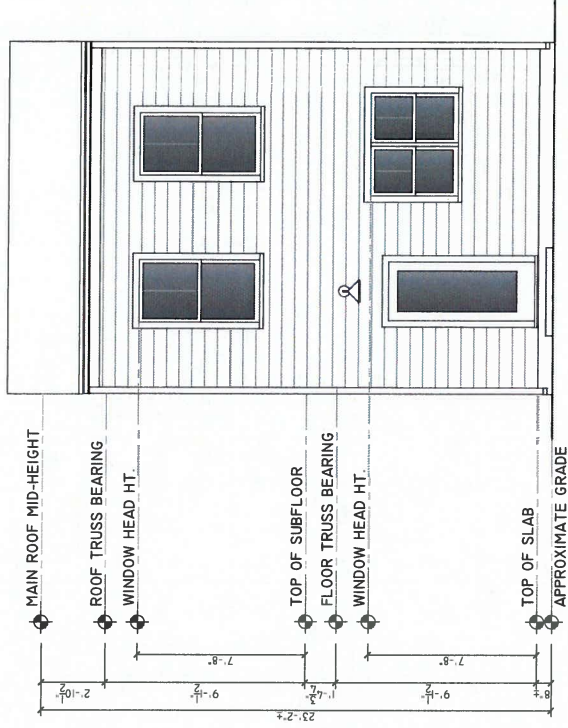 MAIN ROOF MID-HEIGHT
ROOF TRUSS BEARING
WINDOW HEAD HT.
TOP OF SUBFLOOR
FLOOR TRUSS BEARING
WINDOW HEAD HT.
TOP OF SLAB
APPROXIMATE GRADE
7'-8"
7'-8"
2'-10½"
9'-1½"
1'-4¾"
9'-1½"
8"±
23'-2"±